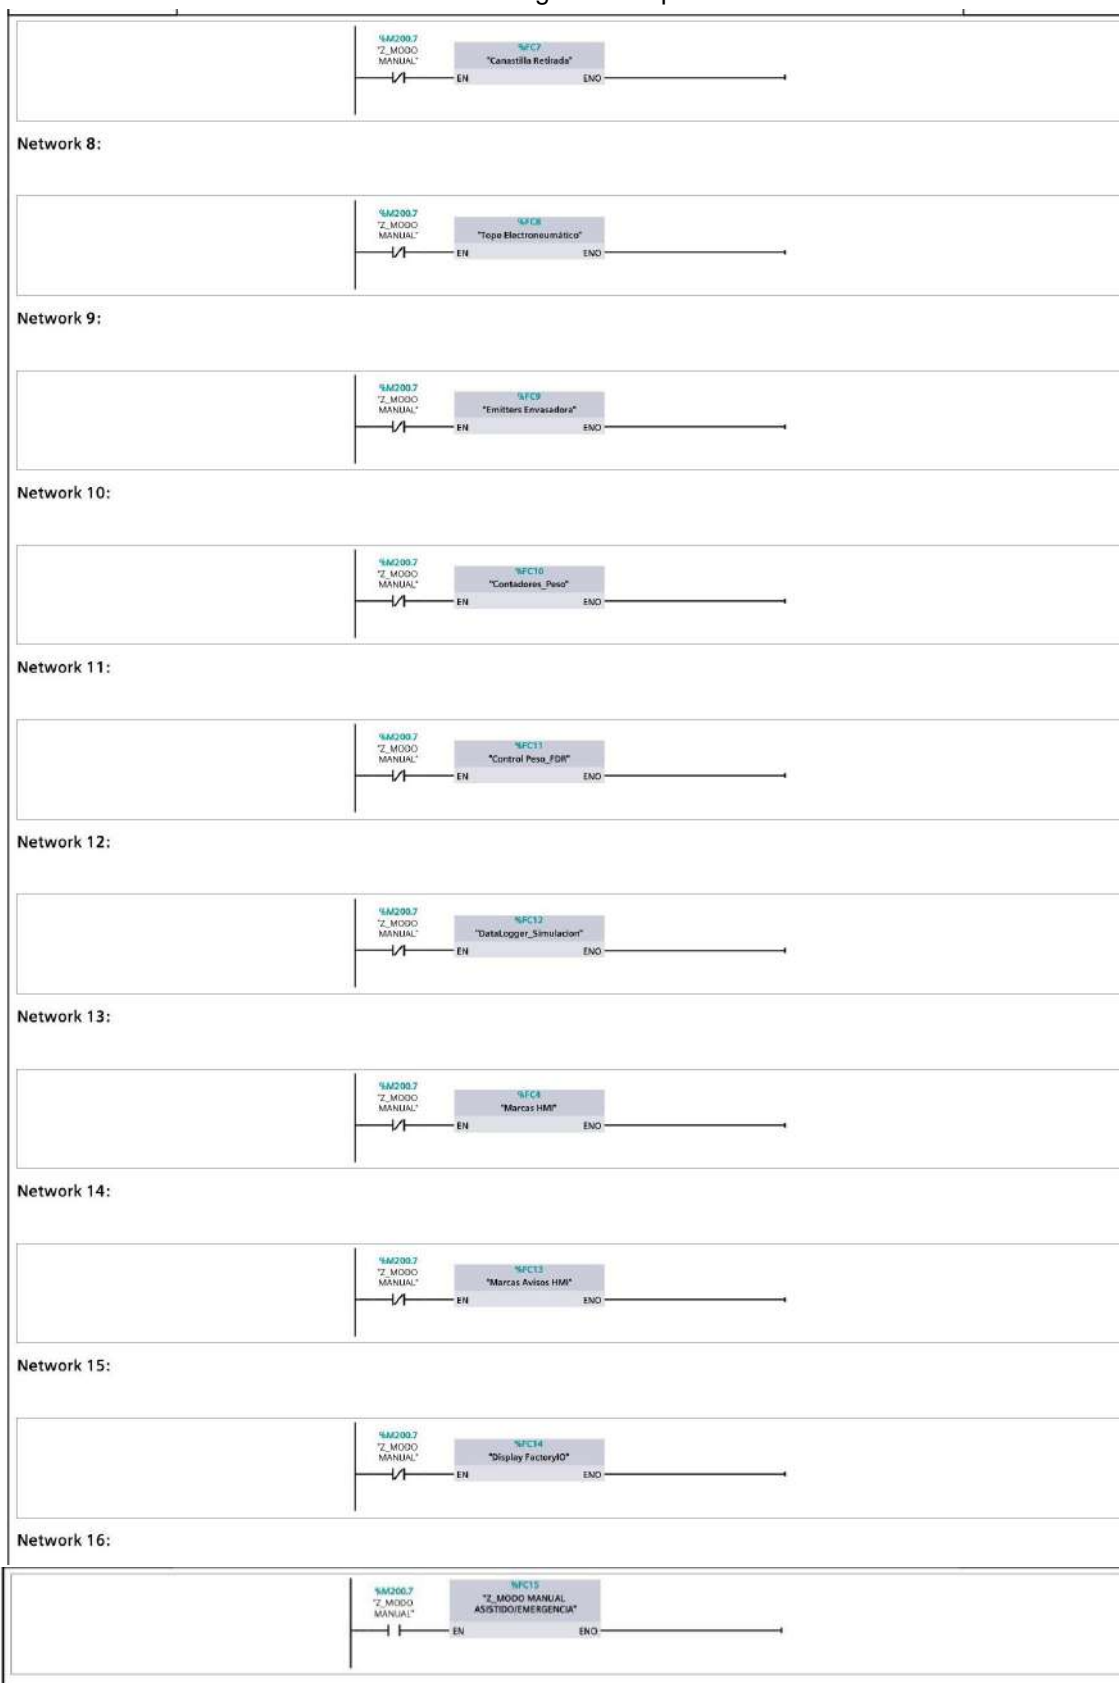 %M200.7
"Z_MODO
MANUAL"
%FC7
"Canastilla Retirada"
EN
ENO
Network 8:
%M200.7
"Z_MODO
MANUAL"
%FC8
"Tope Electroneumático"
EN
ENO
Network 9:
%M200.7
"Z_MODO
MANUAL"
%FC9
"Emitters Envasadora"
EN
ENO
Network 10:
%M200.7
"Z_MODO
MANUAL"
%FC10
"Contadores_Peso"
EN
ENO
Network 11:
%M200.7
"Z_MODO
MANUAL"
%FC11
"Control Peso_FDR"
EN
ENO
Network 12:
%M200.7
"Z_MODO
MANUAL"
%FC12
"DataLogger_Simulacion"
EN
ENO
Network 13:
%M200.7
"Z_MODO
MANUAL"
"Marcas HMI"
EN
ENO
Network 14:
%M200.7
"Z_MODO
MANUAL"
%FC13
"Marcas Avisos HMI"
EN
ENO
Network 15:
%M200.7
"Z_MODO
MANUAL"
%FC14
"Display FactoryIO"
EN
ENO
Network 16:
%M200.7
"Z_MODO
MANUAL"
%FC15
"Z_MODO MANUAL
ASISTIDO/EMERGENCIA"
EN
ENO